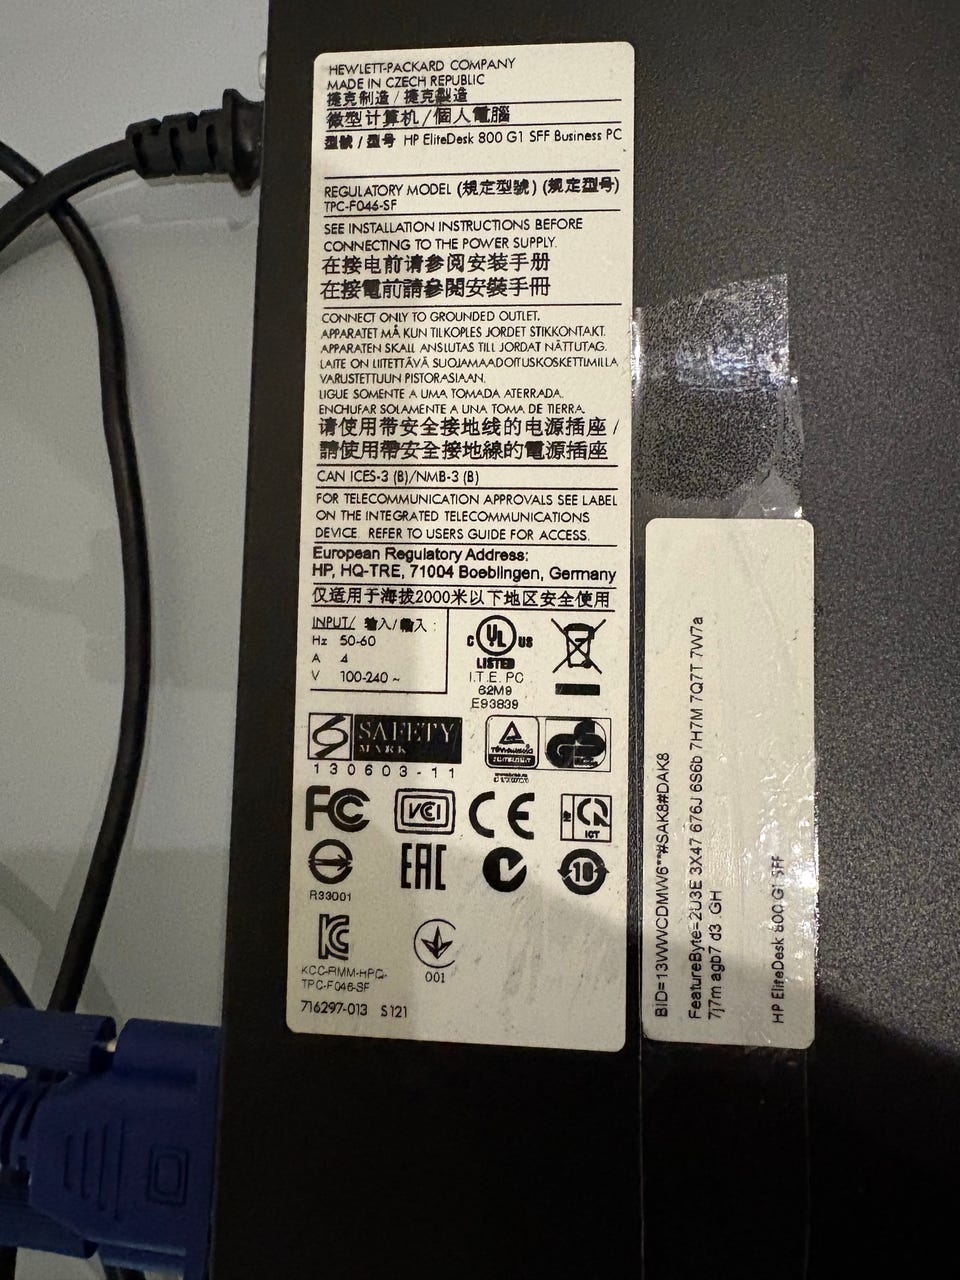 HEWLETT-PACKARD COMPANY
MADE IN CZECH REPUBLIC
捷克制造 / 捷克製造
微型计算机 / 個人電腦
型號 / 型号 HP EliteDesk 800 G1 SFF Business PC
REGULATORY MODEL (規定型號) (规定型号)
TPC-F046-SF
SEE INSTALLATION INSTRUCTIONS BEFORE
CONNECTING TO THE POWER SUPPLY.
在接电前请参阅安装手册
在接電前請參閱安裝手冊
CONNECT ONLY TO GROUNDED OUTLET.
APPARATET MÅ KUN TILKOPLES JORDET STIKKONTAKT.
APPARATEN SKALL ANSLUTAS TILL JORDAT NÄTTUTAG.
LAITE ON LIITETTÄVÄ SUOJAMAADOITUSKOSKETTIMILLA
VARUSTETTUUN PISTORASIAAN.
LIGUE SOMENTE A UMA TOMADA ATERRADA.
ENCHUFAR SOLAMENTE A UNA TOMA DE TIERRA.
请使用带安全接地线的电源插座 /
請使用帶安全接地線的電源插座
CAN ICES-3 (B)/NMB-3 (B)
FOR TELECOMMUNICATION APPROVALS SEE LABEL
ON THE INTEGRATED TELECOMMUNICATIONS
DEVICE. REFER TO USERS GUIDE FOR ACCESS.
European Regulatory Address:
HP, HQ-TRE, 71004 Boeblingen, Germany
仅适用于海拔2000米以下地区安全使用
INPUT/ 输入/輸入 :
Hz 50-60
A 4
V 100-240 ~
C UL US
LISTED
I.T.E. PC
62M9
E93839
SAFETY
MARK
130603-11
FC
VCI
CE
ICT
R33001
EAC
10
KC
KCC-RMM-HPQ-
TPC-F046-SF
001
716297-013 S121
BID=13WWCDMW6**#SAK8#DAK8
FeatureByte=2U3E 3X47 676J 6S6b 7H7M 7Q7T 7W7a
7j7m agb7 d3 .GH
HP EliteDesk 800 G1 SFF